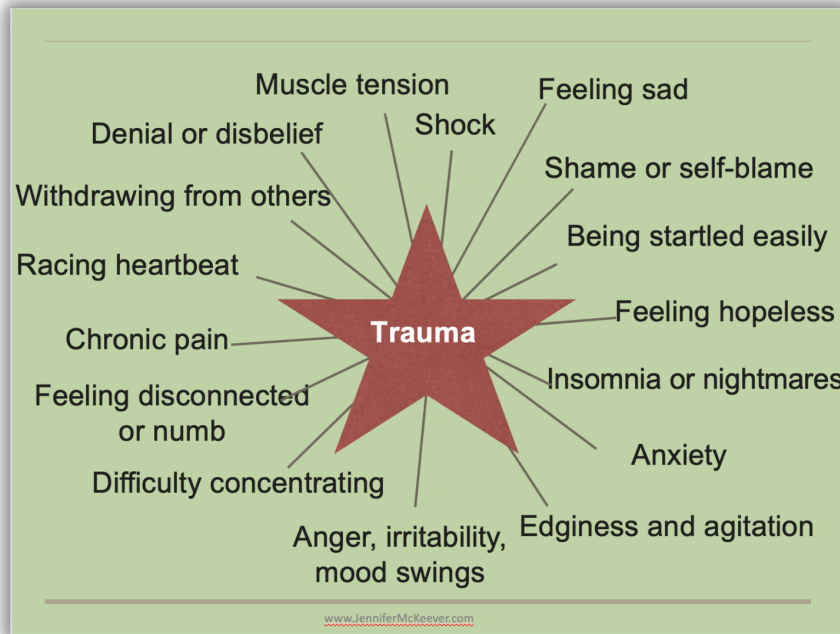 Muscle tension
Feeling sad
Shock
Denial or disbelief
Shame or self-blame
Withdrawing from others
Being startled easily
Racing heartbeat
Feeling hopeless
Trauma
Chronic pain
Insomnia or nightmares
Feeling disconnected
or numb
Anxiety
Difficulty concentrating
Edginess and agitation
Anger, irritability,
mood swings
www.JenniferMcKeever.com